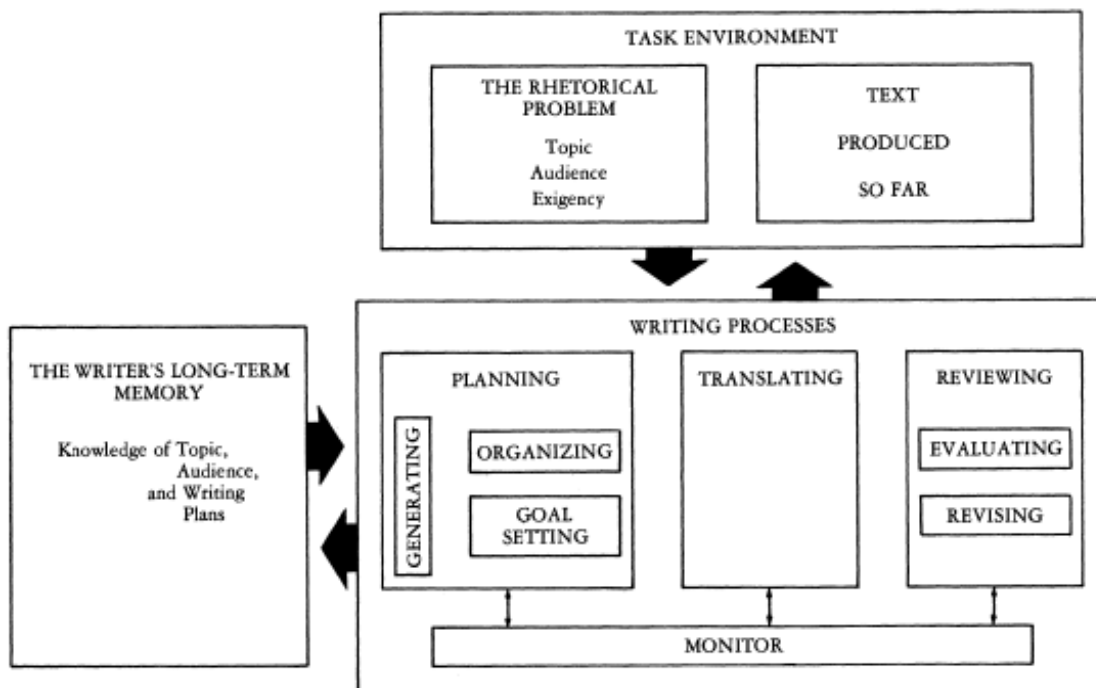 TASK ENVIRONMENT
THE RHETORICAL
PROBLEM
Topic
Audience
Exigency
TEXT
PRODUCED
SO FAR
THE WRITER'S LONG-TERM
MEMORY
Knowledge of Topic,
Audience,
and Writing
Plans
WRITING PROCESSES
PLANNING
GENERATING
ORGANIZING
GOAL
SETTING
TRANSLATING
REVIEWING
EVALUATING
REVISING
MONITOR